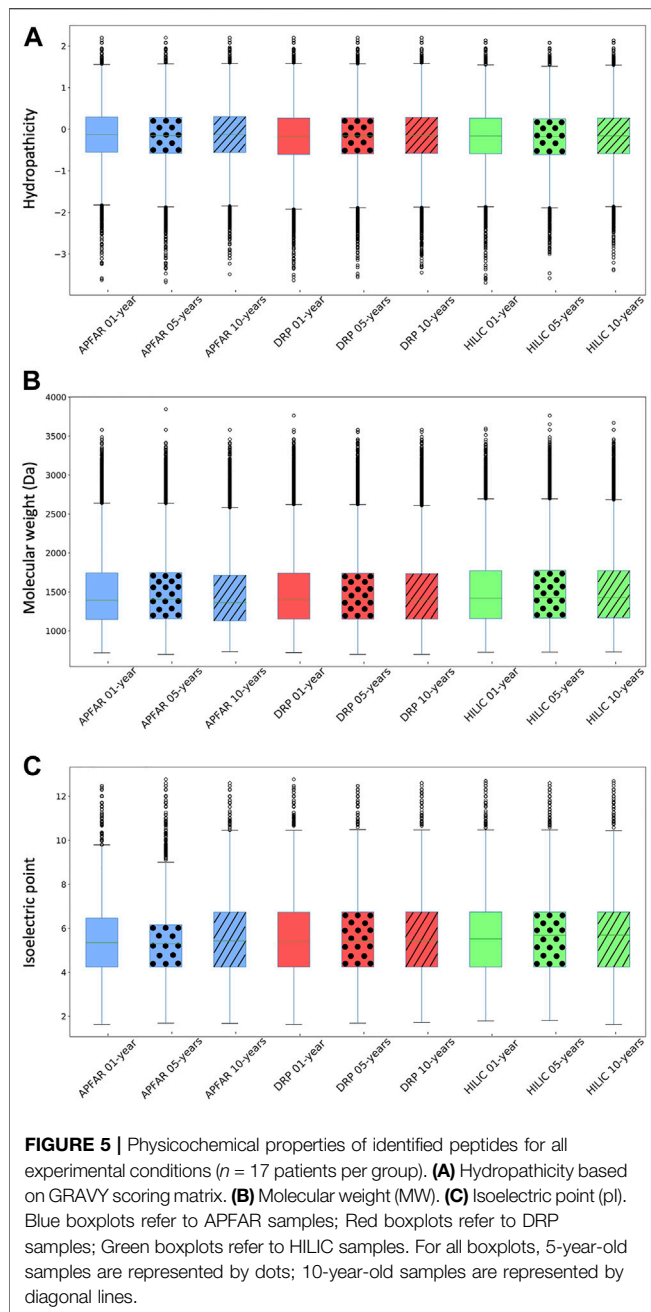 A
Hydropathicity
2
1
0
−1
−2
−3
APFAR 01-year
APFAR 05-years
APFAR 10-years
DRP 01-year
DRP 05-years
DRP 10-years
HILIC 01-year
HILIC 05-years
HILIC 10-years
B
Molecular weight (Da)
4000
3500
3000
2500
2000
1500
1000
APFAR 01-year
APFAR 05-years
APFAR 10-years
DRP 01-year
DRP 05-years
DRP 10-years
HILIC 01-year
HILIC 05-years
HILIC 10-years
C
Isoelectric point
12
10
8
6
4
2
APFAR 01-year
APFAR 05-years
APFAR 10-years
DRP 01-year
DRP 05-years
DRP 10-years
HILIC 01-year
HILIC 05-years
HILIC 10-years
FIGURE 5 | Physicochemical properties of identified peptides for all
experimental conditions (n = 17 patients per group). (A) Hydropathicity based
on GRAVY scoring matrix. (B) Molecular weight (MW). (C) Isoelectric point (pI).
Blue boxplots refer to APFAR samples; Red boxplots refer to DRP
samples; Green boxplots refer to HILIC samples. For all boxplots, 5-year-old
samples are represented by dots; 10-year-old samples are represented by
diagonal lines.